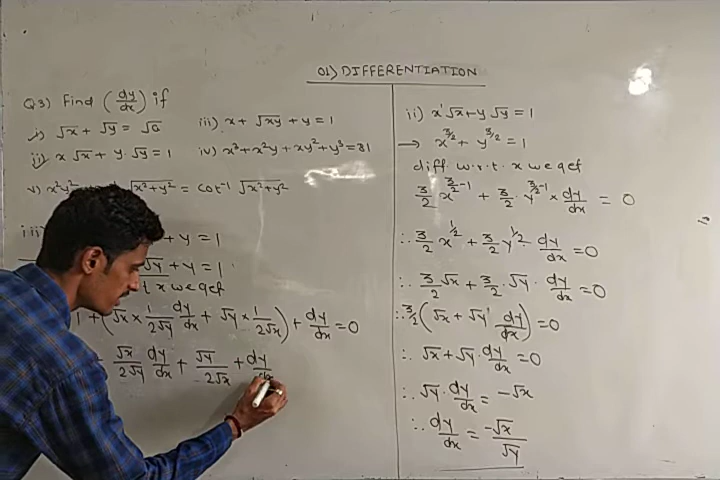 01) DIFFERENTIATION
Q3) Find (dy/dx) if
i) √x + √y = √a
ii) x√x + y√y = 1
iii) x + √xy + y = 1
iv) x³ + x²y + xy² + y³ = 81
v) x²y² √x²+y² = cot⁻¹ √x²+y²
iii) + y = 1
√y + y = 1
t x we get
1 + (√x × 1/2√y dy/dx + √y × 1/2√x) + dy/dx = 0
√x/2√y dy/dx + √y/2√x + dy/dx
ii) x¹√x + y√y = 1
→ x^3/2 + y^3/2 = 1
diff w.r.t. x we get
3/2 x^(3/2-1) + 3/2 · y^(3/2-1) × dy/dx = 0
∴ 3/2 x^1/2 + 3/2 y^1/2 dy/dx = 0
∴ 3/2 √x + 3/2 · √y · dy/dx = 0
∴ 3/2 (√x + √y dy/dx) = 0
∴ √x + √y · dy/dx = 0
∴ √y · dy/dx = -√x
∴ dy/dx = -√x/√y